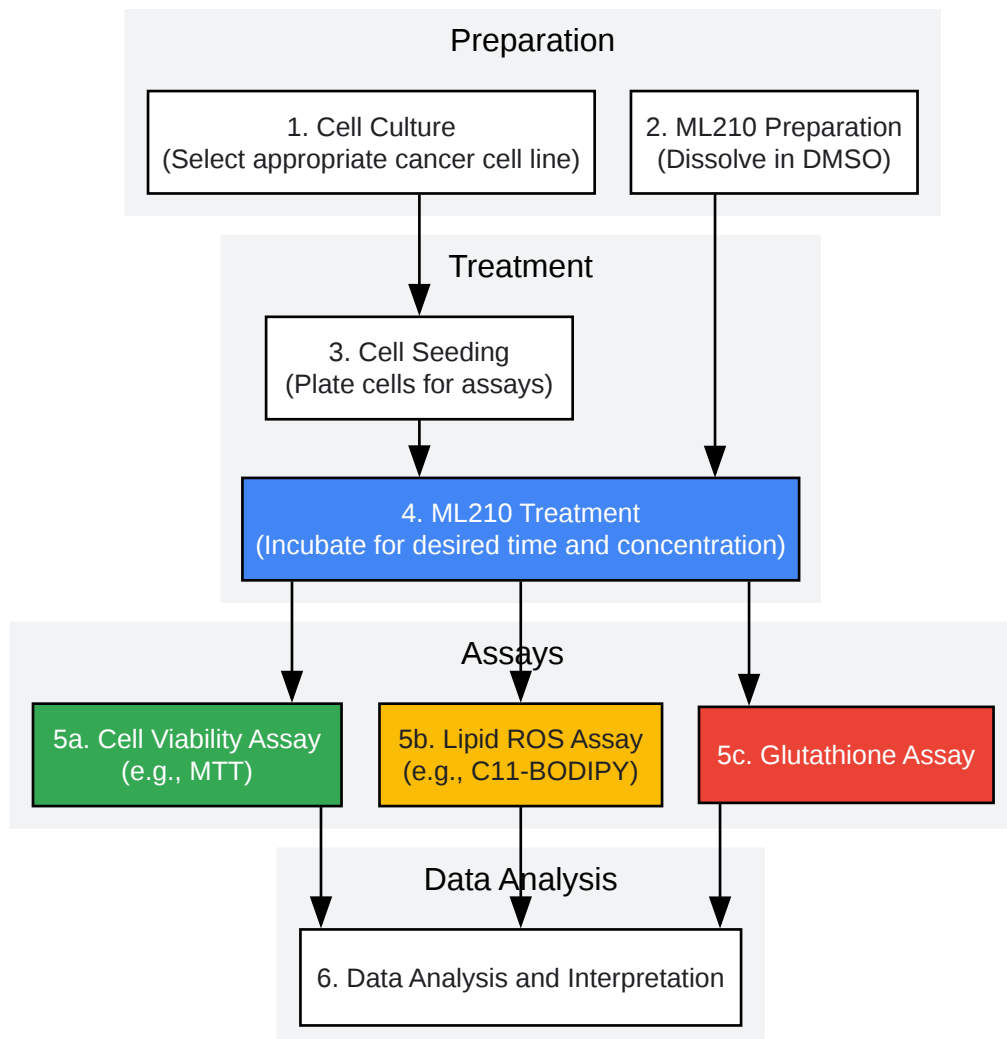 Preparation
1. Cell Culture
(Select appropriate cancer cell line)
2. ML210 Preparation
(Dissolve in DMSO)
Treatment
3. Cell Seeding
(Plate cells for assays)
4. ML210 Treatment
(Incubate for desired time and concentration)
Assays
5a. Cell Viability Assay
(e.g., MTT)
5b. Lipid ROS Assay
(e.g., C11-BODIPY)
5c. Glutathione Assay
Data Analysis
6. Data Analysis and Interpretation